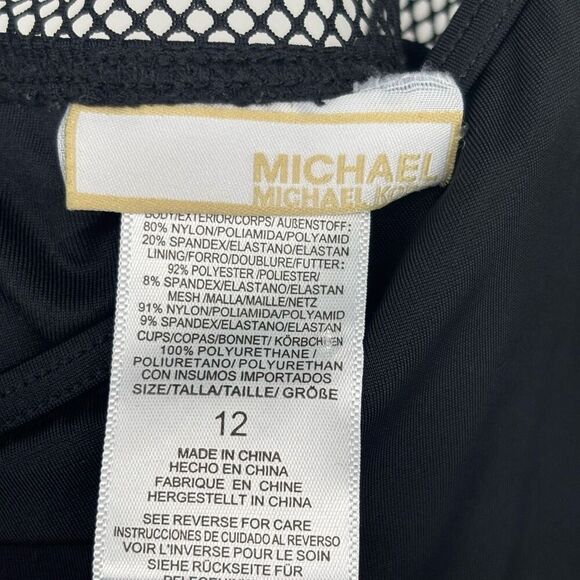 MICHAEL
MICHAEL KORS
BODY/EXTERIOR/CORPS/ AUßENSTOFF:
80% NYLON/POLIAMIDA/POLYAMID
20% SPANDEX/ELASTANO/ELASTAN
LINING/FORRO/DOUBLURE/FUTTER:
92% POLYESTER /POLIESTER/
8% SPANDEX/ELASTANO/ELASTAN
MESH /MALLA/MAILLE/NETZ
91% NYLON/POLIAMIDA/POLYAMID
9% SPANDEX/ELASTANO/ELASTAN
CUPS/COPAS/BONNET/ KÖRBCHEN
100% POLYURETHANE /
POLIURETANO/ POLYURETHAN
CON INSUMOS IMPORTADOS
SIZE/TALLA/TAILLE/ GRÖßE
12
MADE IN CHINA
HECHO EN CHINA
FABRIQUE EN CHINE
HERGESTELLT IN CHINA
SEE REVERSE FOR CARE
INSTRUCCIONES DE CUIDADO AL REVERSO
VOIR L'INVERSE POUR LE SOIN
SIEHE RÜCKSEITE FÜR